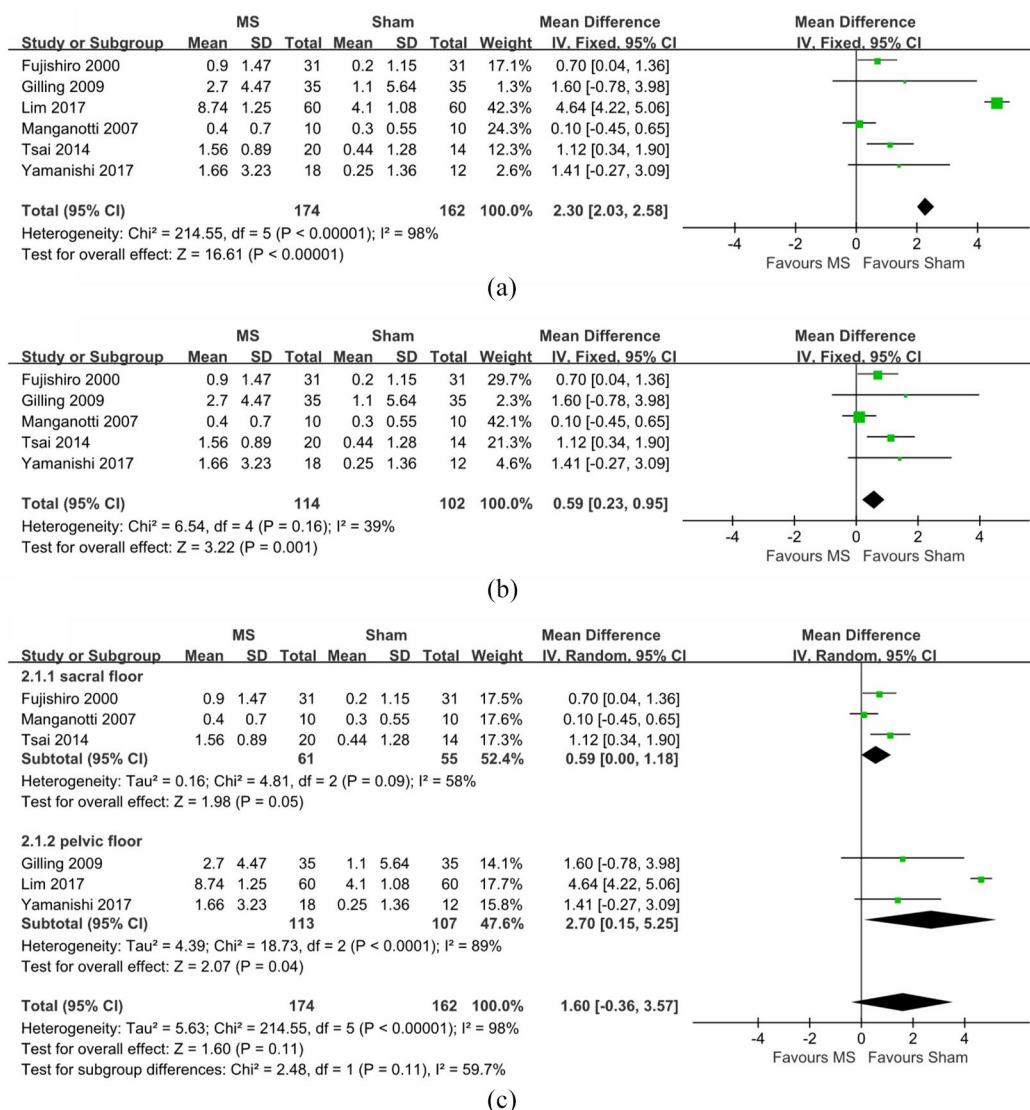 MS Sham Mean Difference Mean Difference
Study or Subgroup Mean SD Total Mean SD Total Weight IV, Fixed, 95% CI IV, Fixed, 95% CI
Fujishiro 2000 0.9 1.47 31 0.2 1.15 31 17.1% 0.70 [0.04, 1.36]
Gilling 2009 2.7 4.47 35 1.1 5.64 35 1.3% 1.60 [-0.78, 3.98]
Lim 2017 8.74 1.25 60 4.1 1.08 60 42.3% 4.64 [4.22, 5.06]
Manganotti 2007 0.4 0.7 10 0.3 0.55 10 24.3% 0.10 [-0.45, 0.65]
Tsai 2014 1.56 0.89 20 0.44 1.28 14 12.3% 1.12 [0.34, 1.90]
Yamanishi 2017 1.66 3.23 18 0.25 1.36 12 2.6% 1.41 [-0.27, 3.09]
Total (95% CI) 174 162 100.0% 2.30 [2.03, 2.58]
Heterogeneity: Chi² = 214.55, df = 5 (P < 0.00001); I² = 98%
Test for overall effect: Z = 16.61 (P < 0.00001)
-4 -2 0 2 4
Favours MS Favours Sham
(a)
MS Sham Mean Difference Mean Difference
Study or Subgroup Mean SD Total Mean SD Total Weight IV, Fixed, 95% CI IV, Fixed, 95% CI
Fujishiro 2000 0.9 1.47 31 0.2 1.15 31 29.7% 0.70 [0.04, 1.36]
Gilling 2009 2.7 4.47 35 1.1 5.64 35 2.3% 1.60 [-0.78, 3.98]
Manganotti 2007 0.4 0.7 10 0.3 0.55 10 42.1% 0.10 [-0.45, 0.65]
Tsai 2014 1.56 0.89 20 0.44 1.28 14 21.3% 1.12 [0.34, 1.90]
Yamanishi 2017 1.66 3.23 18 0.25 1.36 12 4.6% 1.41 [-0.27, 3.09]
Total (95% CI) 114 102 100.0% 0.59 [0.23, 0.95]
Heterogeneity: Chi² = 6.54, df = 4 (P = 0.16); I² = 39%
Test for overall effect: Z = 3.22 (P = 0.001)
-4 -2 0 2 4
Favours MS Favours Sham
(b)
MS Sham Mean Difference Mean Difference
Study or Subgroup Mean SD Total Mean SD Total Weight IV, Random, 95% CI IV, Random, 95% CI
2.1.1 sacral floor
Fujishiro 2000 0.9 1.47 31 0.2 1.15 31 17.5% 0.70 [0.04, 1.36]
Manganotti 2007 0.4 0.7 10 0.3 0.55 10 17.6% 0.10 [-0.45, 0.65]
Tsai 2014 1.56 0.89 20 0.44 1.28 14 17.3% 1.12 [0.34, 1.90]
Subtotal (95% CI) 61 55 52.4% 0.59 [0.00, 1.18]
Heterogeneity: Tau² = 0.16; Chi² = 4.81, df = 2 (P = 0.09); I² = 58%
Test for overall effect: Z = 1.98 (P = 0.05)
2.1.2 pelvic floor
Gilling 2009 2.7 4.47 35 1.1 5.64 35 14.1% 1.60 [-0.78, 3.98]
Lim 2017 8.74 1.25 60 4.1 1.08 60 17.7% 4.64 [4.22, 5.06]
Yamanishi 2017 1.66 3.23 18 0.25 1.36 12 15.8% 1.41 [-0.27, 3.09]
Subtotal (95% CI) 113 107 47.6% 2.70 [0.15, 5.25]
Heterogeneity: Tau² = 4.39; Chi² = 18.73, df = 2 (P < 0.0001); I² = 89%
Test for overall effect: Z = 2.07 (P = 0.04)
Total (95% CI) 174 162 100.0% 1.60 [-0.36, 3.57]
Heterogeneity: Tau² = 5.63; Chi² = 214.55, df = 5 (P < 0.00001); I² = 98%
Test for overall effect: Z = 1.60 (P = 0.11)
Test for subgroup differences: Chi² = 2.48, df = 1 (P = 0.11), I² = 59.7%
-4 -2 0 2 4
Favours MS Favours Sham
(c)